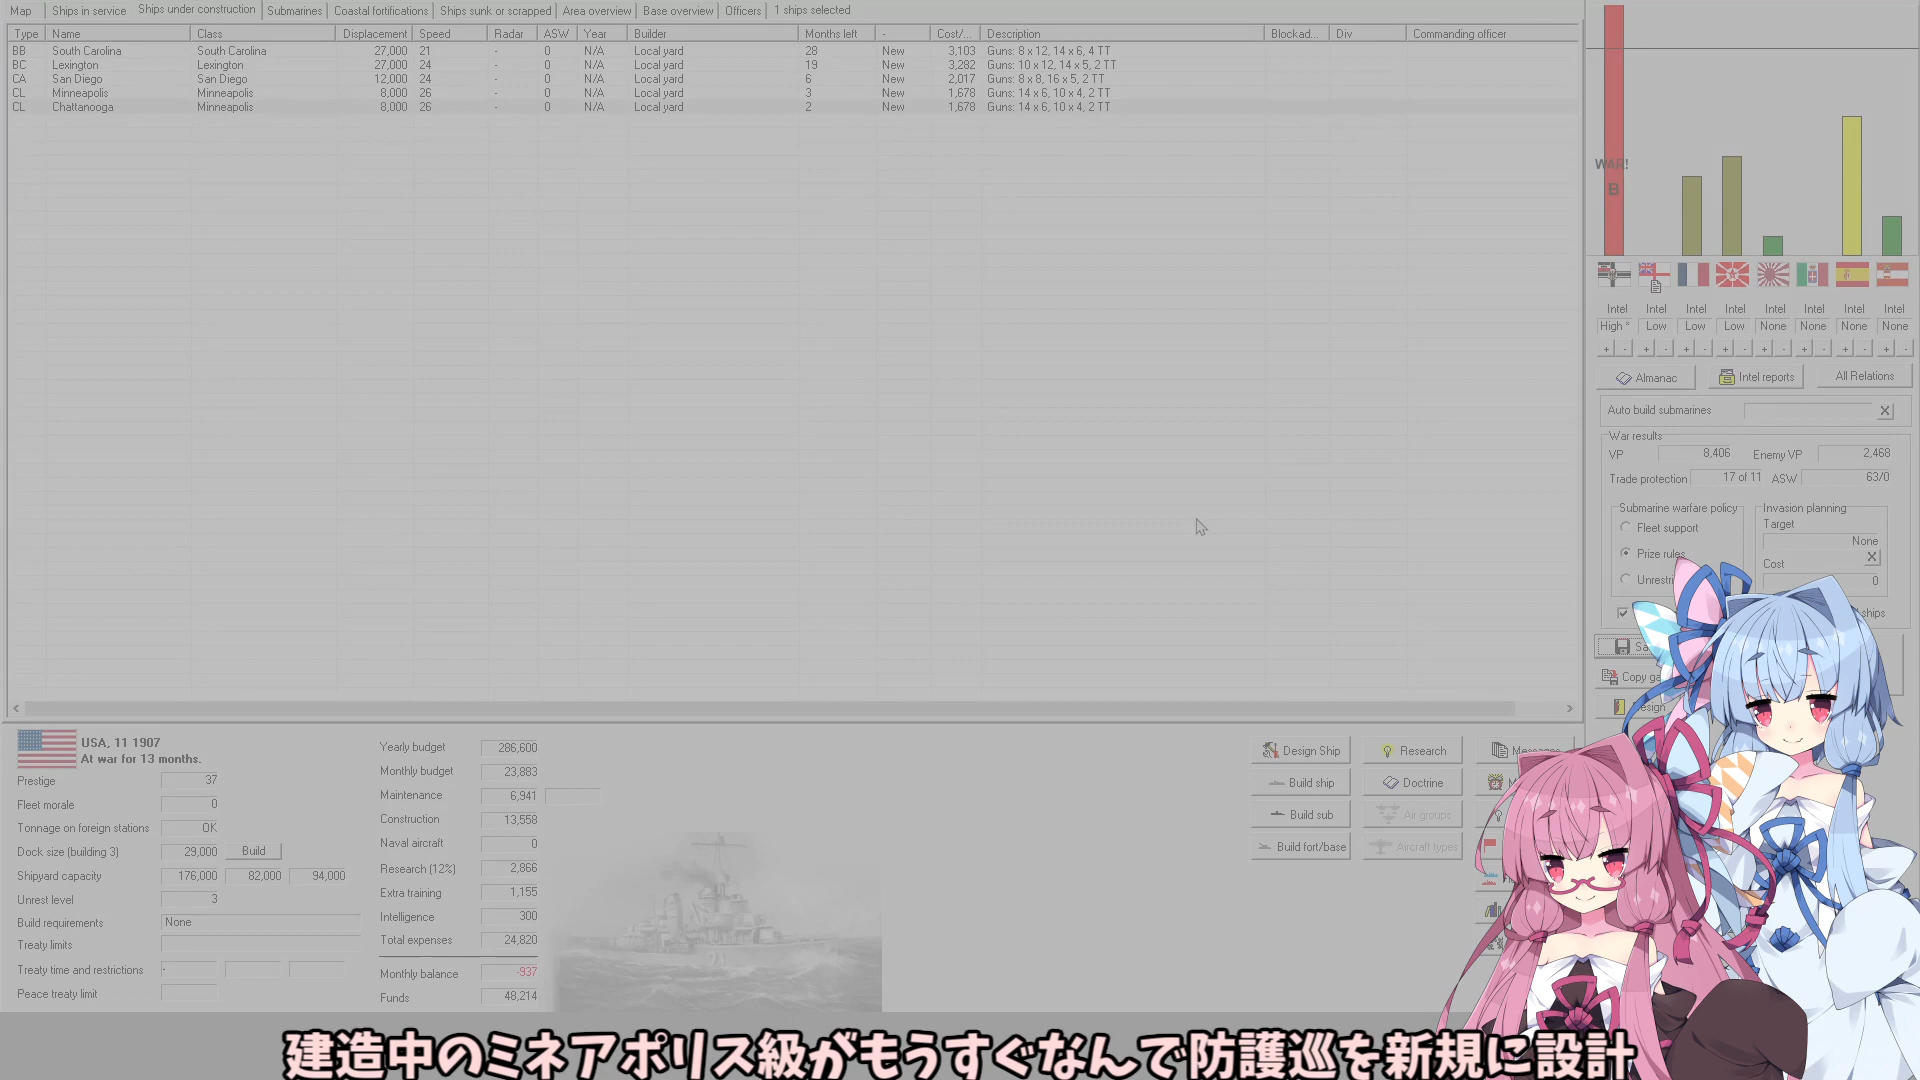 Map Ships in service Ships under construction Submarines Coastal fortifications Ships sunk or scrapped Area overview Base overview Officers 1 ships selected
Type Name Class Displacement Speed Radar ASW Year Builder Months left - Cost/... Description Blockad... Div Commanding officer
BB South Carolina South Carolina 27,000 21 - 0 N/A Local yard 28 New 3,103 Guns: 8 x 12, 14 x 6, 4 TT
BC Lexington Lexington 27,000 24 - 0 N/A Local yard 19 New 3,282 Guns: 10 x 12, 14 x 5, 2 TT
CA San Diego San Diego 12,000 24 - 0 N/A Local yard 6 New 2,017 Guns: 8 x 8, 16 x 5, 2 TT
CL Minneapolis Minneapolis 8,000 26 - 0 N/A Local yard 3 New 1,678 Guns: 14 x 6, 10 x 4, 2 TT
CL Chattanooga Minneapolis 8,000 26 - 0 N/A Local yard 2 New 1,678 Guns: 14 x 6, 10 x 4, 2 TT
WAR!
B
Intel Intel Intel Intel Intel Intel Intel Intel
High * Low Low Low None None None None
+ - + - + - + - + - + - + - + -
Almanac Intel reports All Relations
Auto build submarines X
War results
VP 8,406 Enemy VP 2,468
Trade protection 17 of 11 ASW 63/0
Submarine warfare policy Invasion planning
Fleet support Target
None
Prize rules X
Cost
Unrestri 0
ships
Sa
Copy ga
Design
USA, 11 1907
At war for 13 months.
Prestige 37
Fleet morale 0
Tonnage on foreign stations OK
Dock size (building 3) 29,000 Build
Shipyard capacity 176,000 82,000 94,000
Unrest level 3
Build requirements None
Treaty limits
Treaty time and restrictions -
Peace treaty limit
Yearly budget 286,600
Monthly budget 23,883
Maintenance 6,941
Construction 13,558
Naval aircraft 0
Research (12%) 2,866
Extra training 1,155
Intelligence 300
Total expenses 24,820
Monthly balance -937
Funds 48,214
Design Ship Research Messages
Build ship Doctrine
Build sub Air groups
Build fort/base Aircraft types
建造中のミネアポリス級がもうすぐなんで防護巡を新規に設計